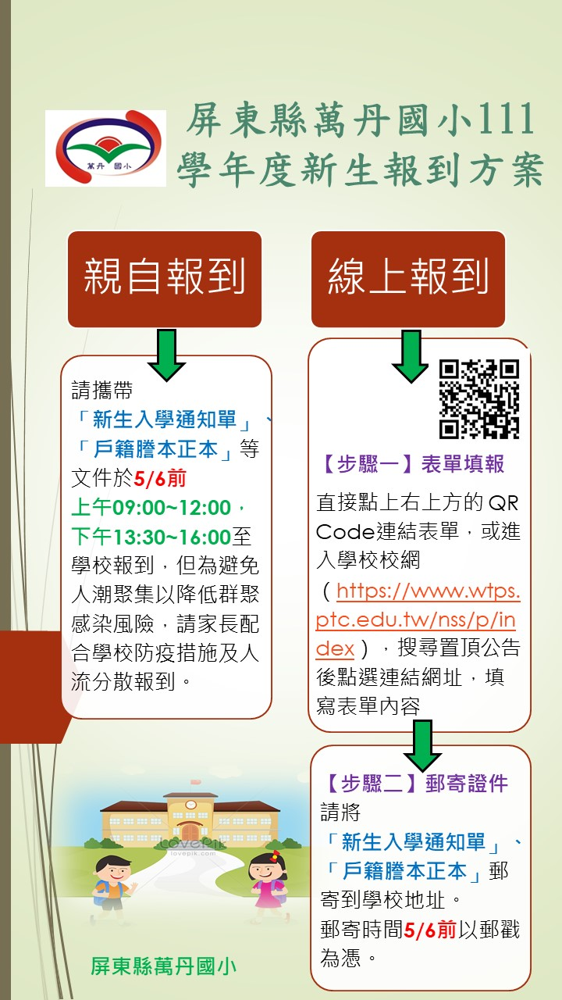 屏東縣萬丹國小111
學年度新生報到方案
萬丹 國小
親自報到
請攜帶
「新生入學通知單」、
「戶籍謄本正本」等
文件於5/6前
上午09:00~12:00，
下午13:30~16:00至
學校報到，但為避免
人潮聚集以降低群聚
感染風險，請家長配
合學校防疫措施及人
流分散報到。
線上報到
【步驟一】表單填報
直接點上右上方的 QR
Code連結表單，或進
入學校校網
（https://www.wtps.
ptc.edu.tw/nss/p/in
dex），搜尋置頂公告
後點選連結網址，填
寫表單內容
【步驟二】郵寄證件
請將
「新生入學通知單」、
「戶籍謄本正本」郵
寄到學校地址。
郵寄時間5/6前以郵戳
為憑。
LovePik
lovepik.com
屏東縣萬丹國小